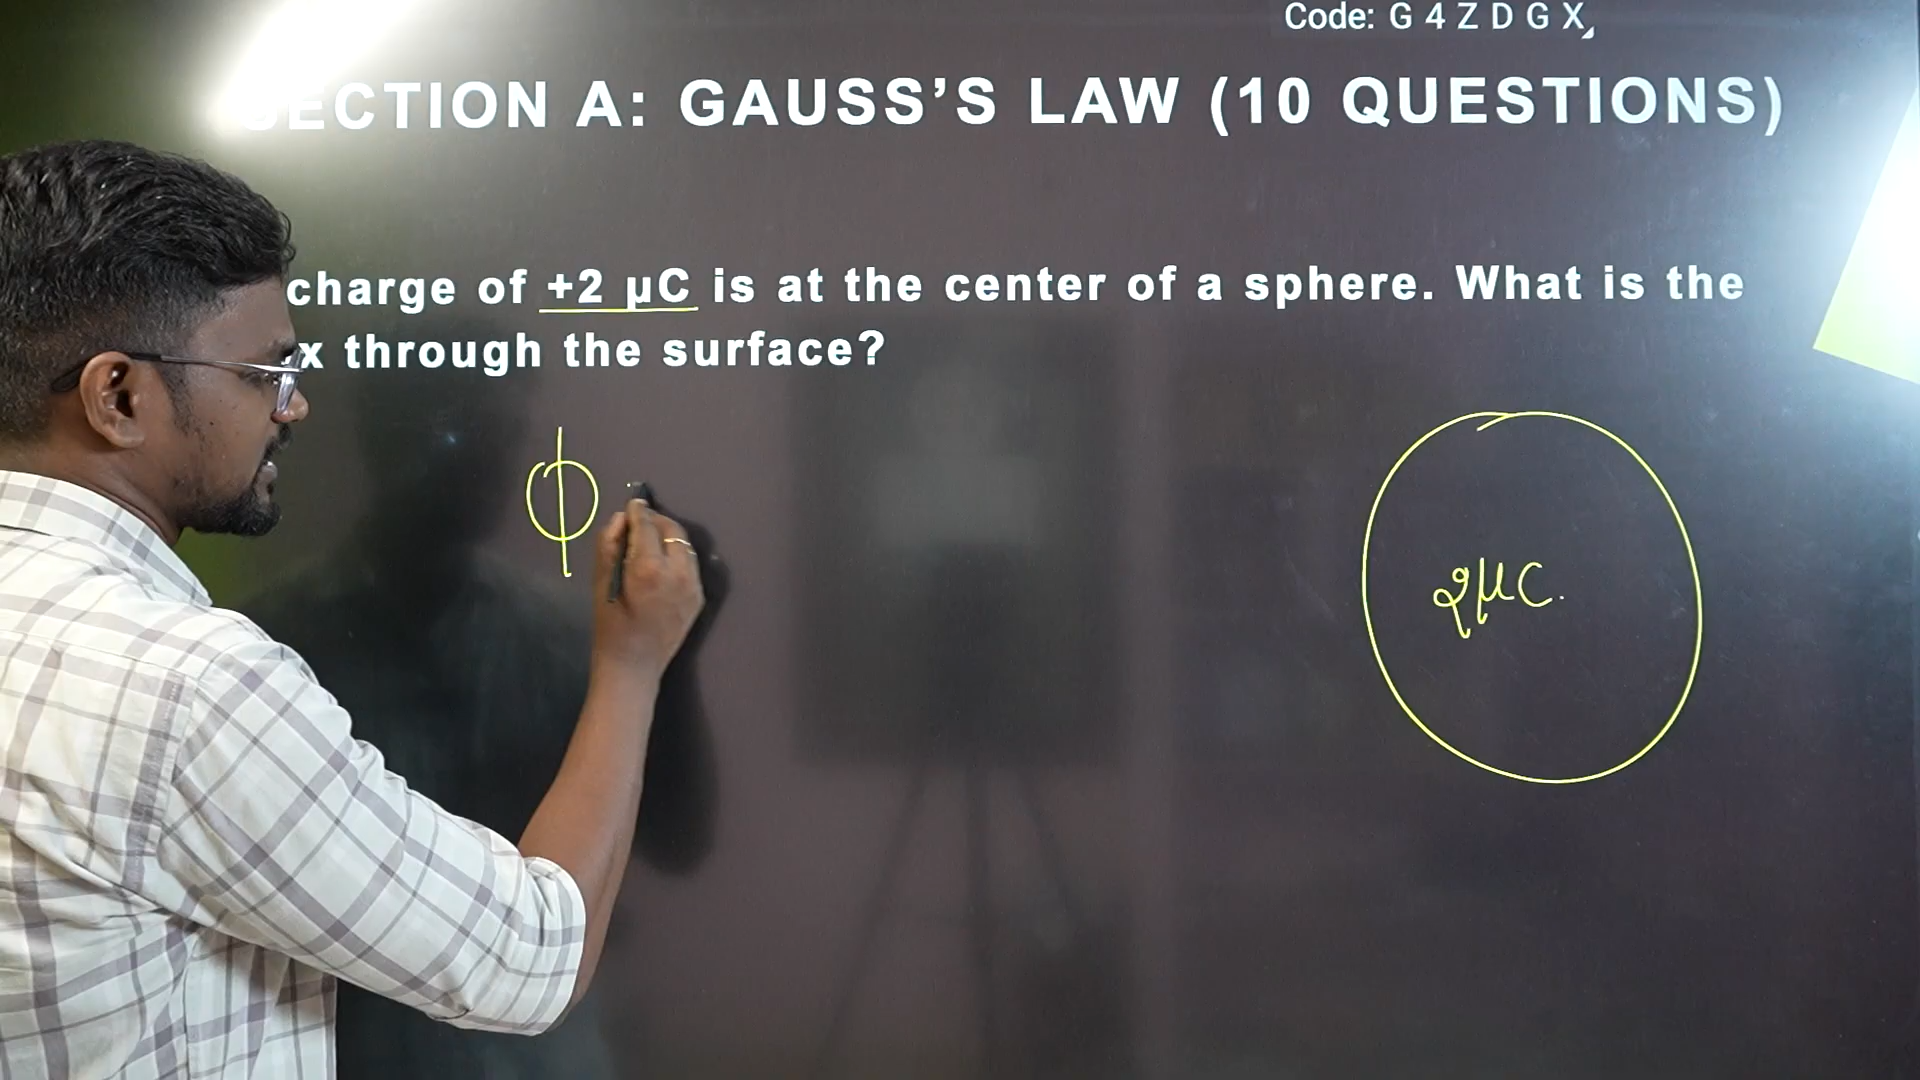 Code: G 4 Z D G X
SECTION A: GAUSS’S LAW (10 QUESTIONS)
charge of +2 μC is at the center of a sphere. What is the
x through the surface?
ϕ
2μC.